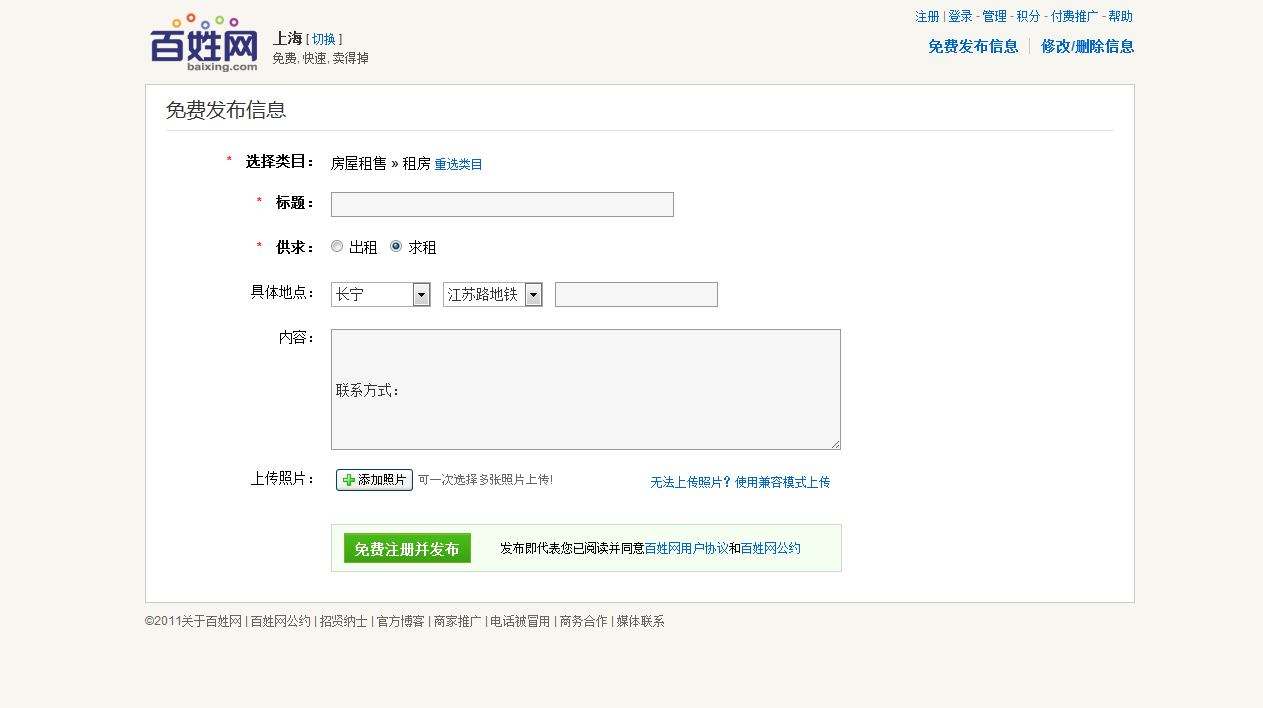 注册 | 登录 - 管理 - 积分 - 付费推广 - 帮助
百姓网
baixing.com
上海 [ 切换 ]
免费, 快速, 卖得掉
免费发布信息 | 修改/删除信息
免费发布信息
* 选择类目： 房屋租售 » 租房 重选类目
* 标题：
* 供求： 出租 求租
具体地点： 长宁 江苏路地铁
内容：
联系方式：
上传照片： 添加照片 可一次选择多张照片上传! 无法上传照片？使用兼容模式上传
免费注册并发布 发布即代表您已阅读并同意百姓网用户协议和百姓网公约
©2011关于百姓网 | 百姓网公约 | 招贤纳士 | 官方博客 | 商家推广 | 电话被冒用 | 商务合作 | 媒体联系